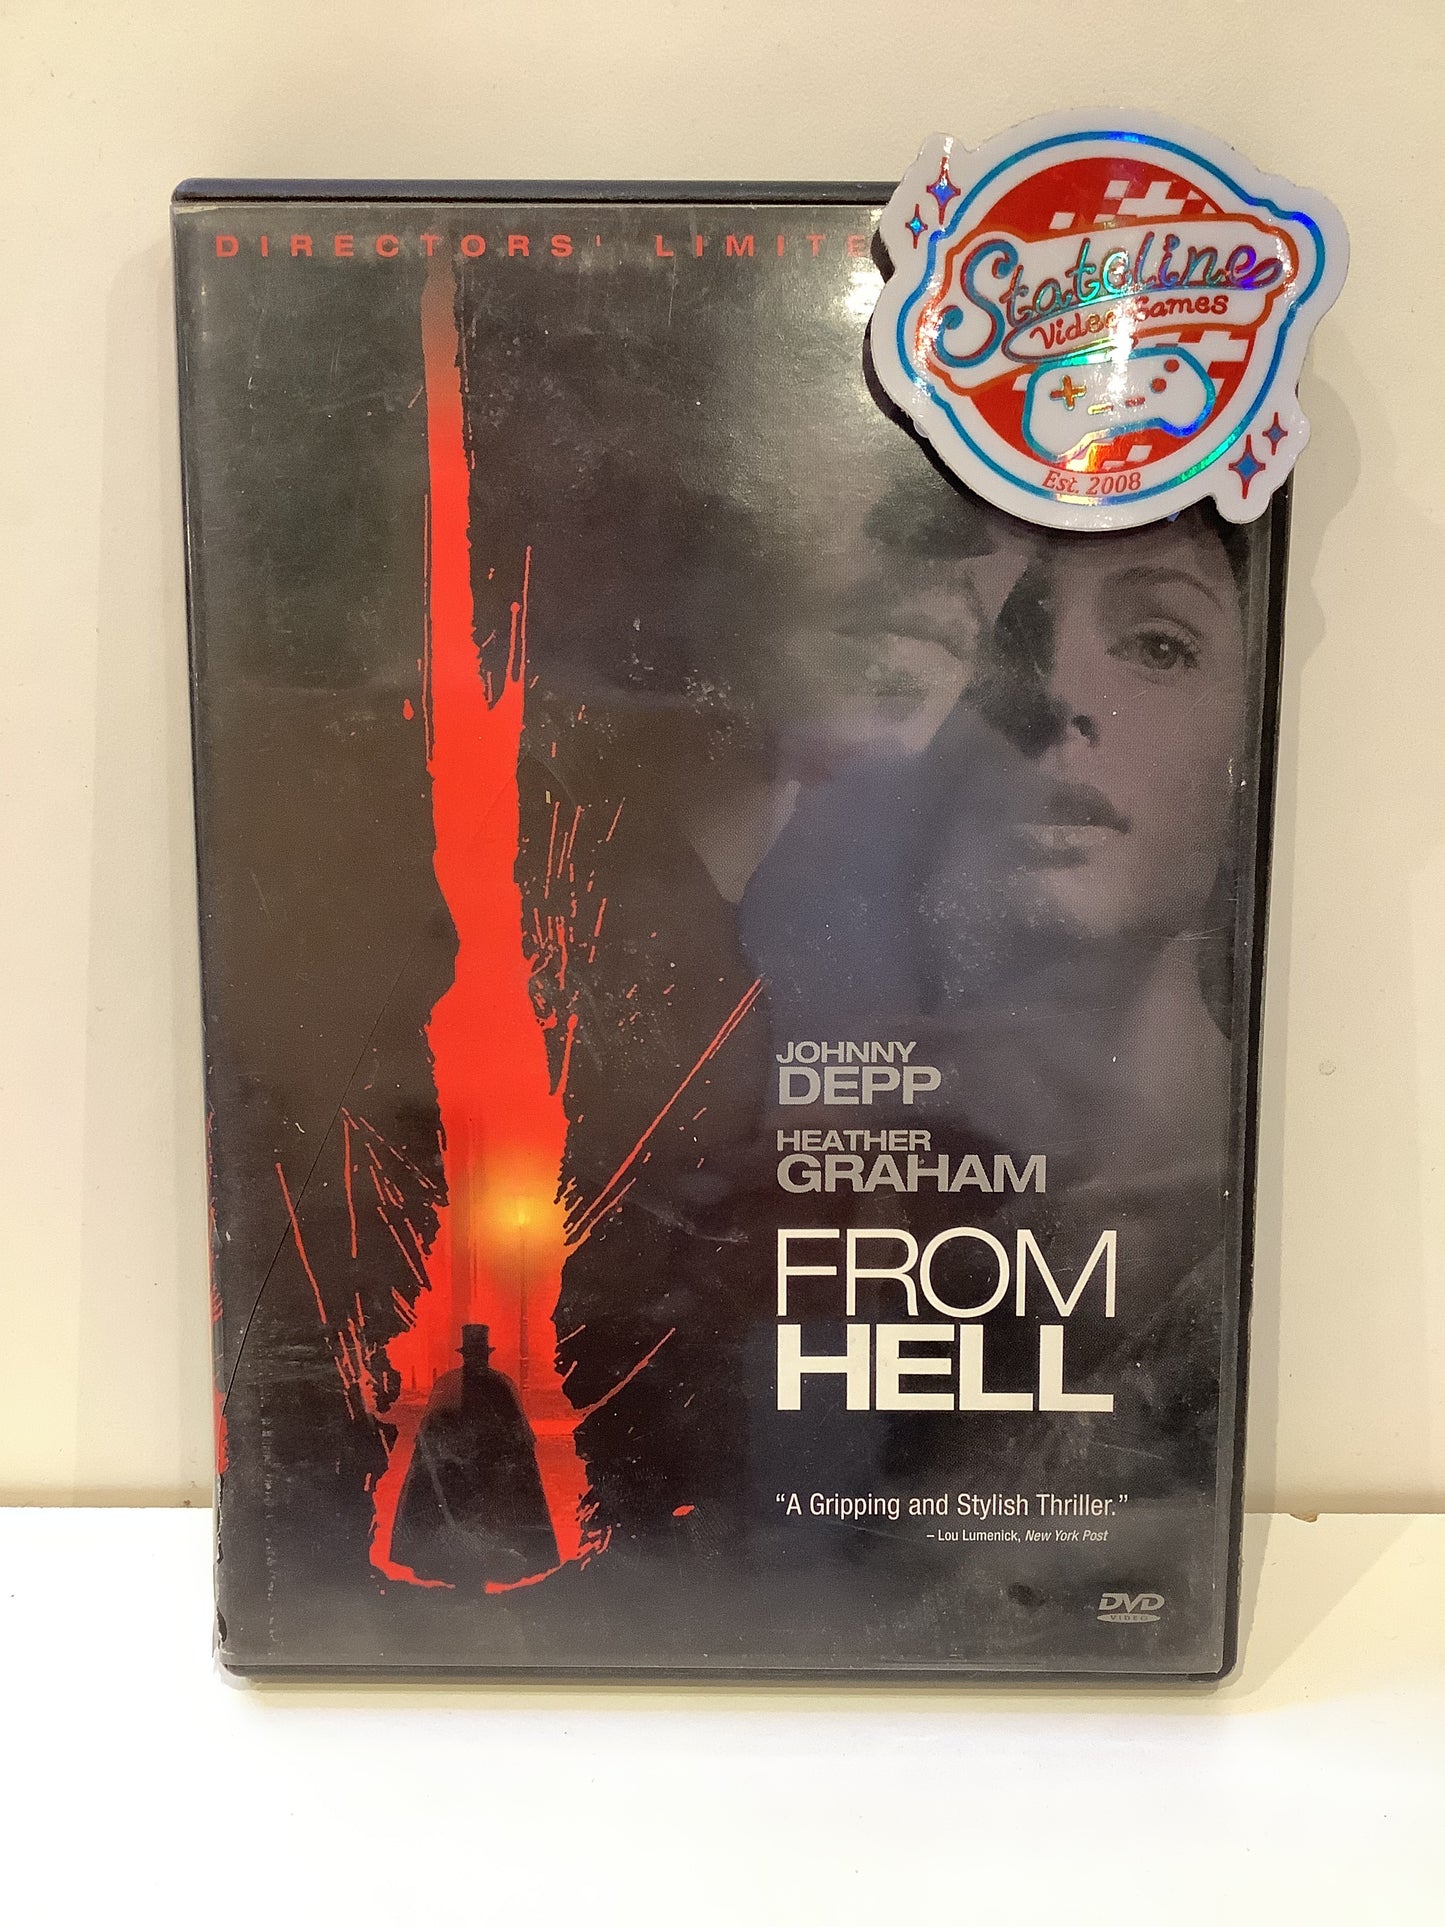 DIRECTORS' LIMITE
Stateline
Video Games
Est. 2008
JOHNNY
DEPP
HEATHER
GRAHAM
FROM
HELL
“A Gripping and Stylish Thriller.”
– Lou Lumenick, New York Post
DVD
VIDEO